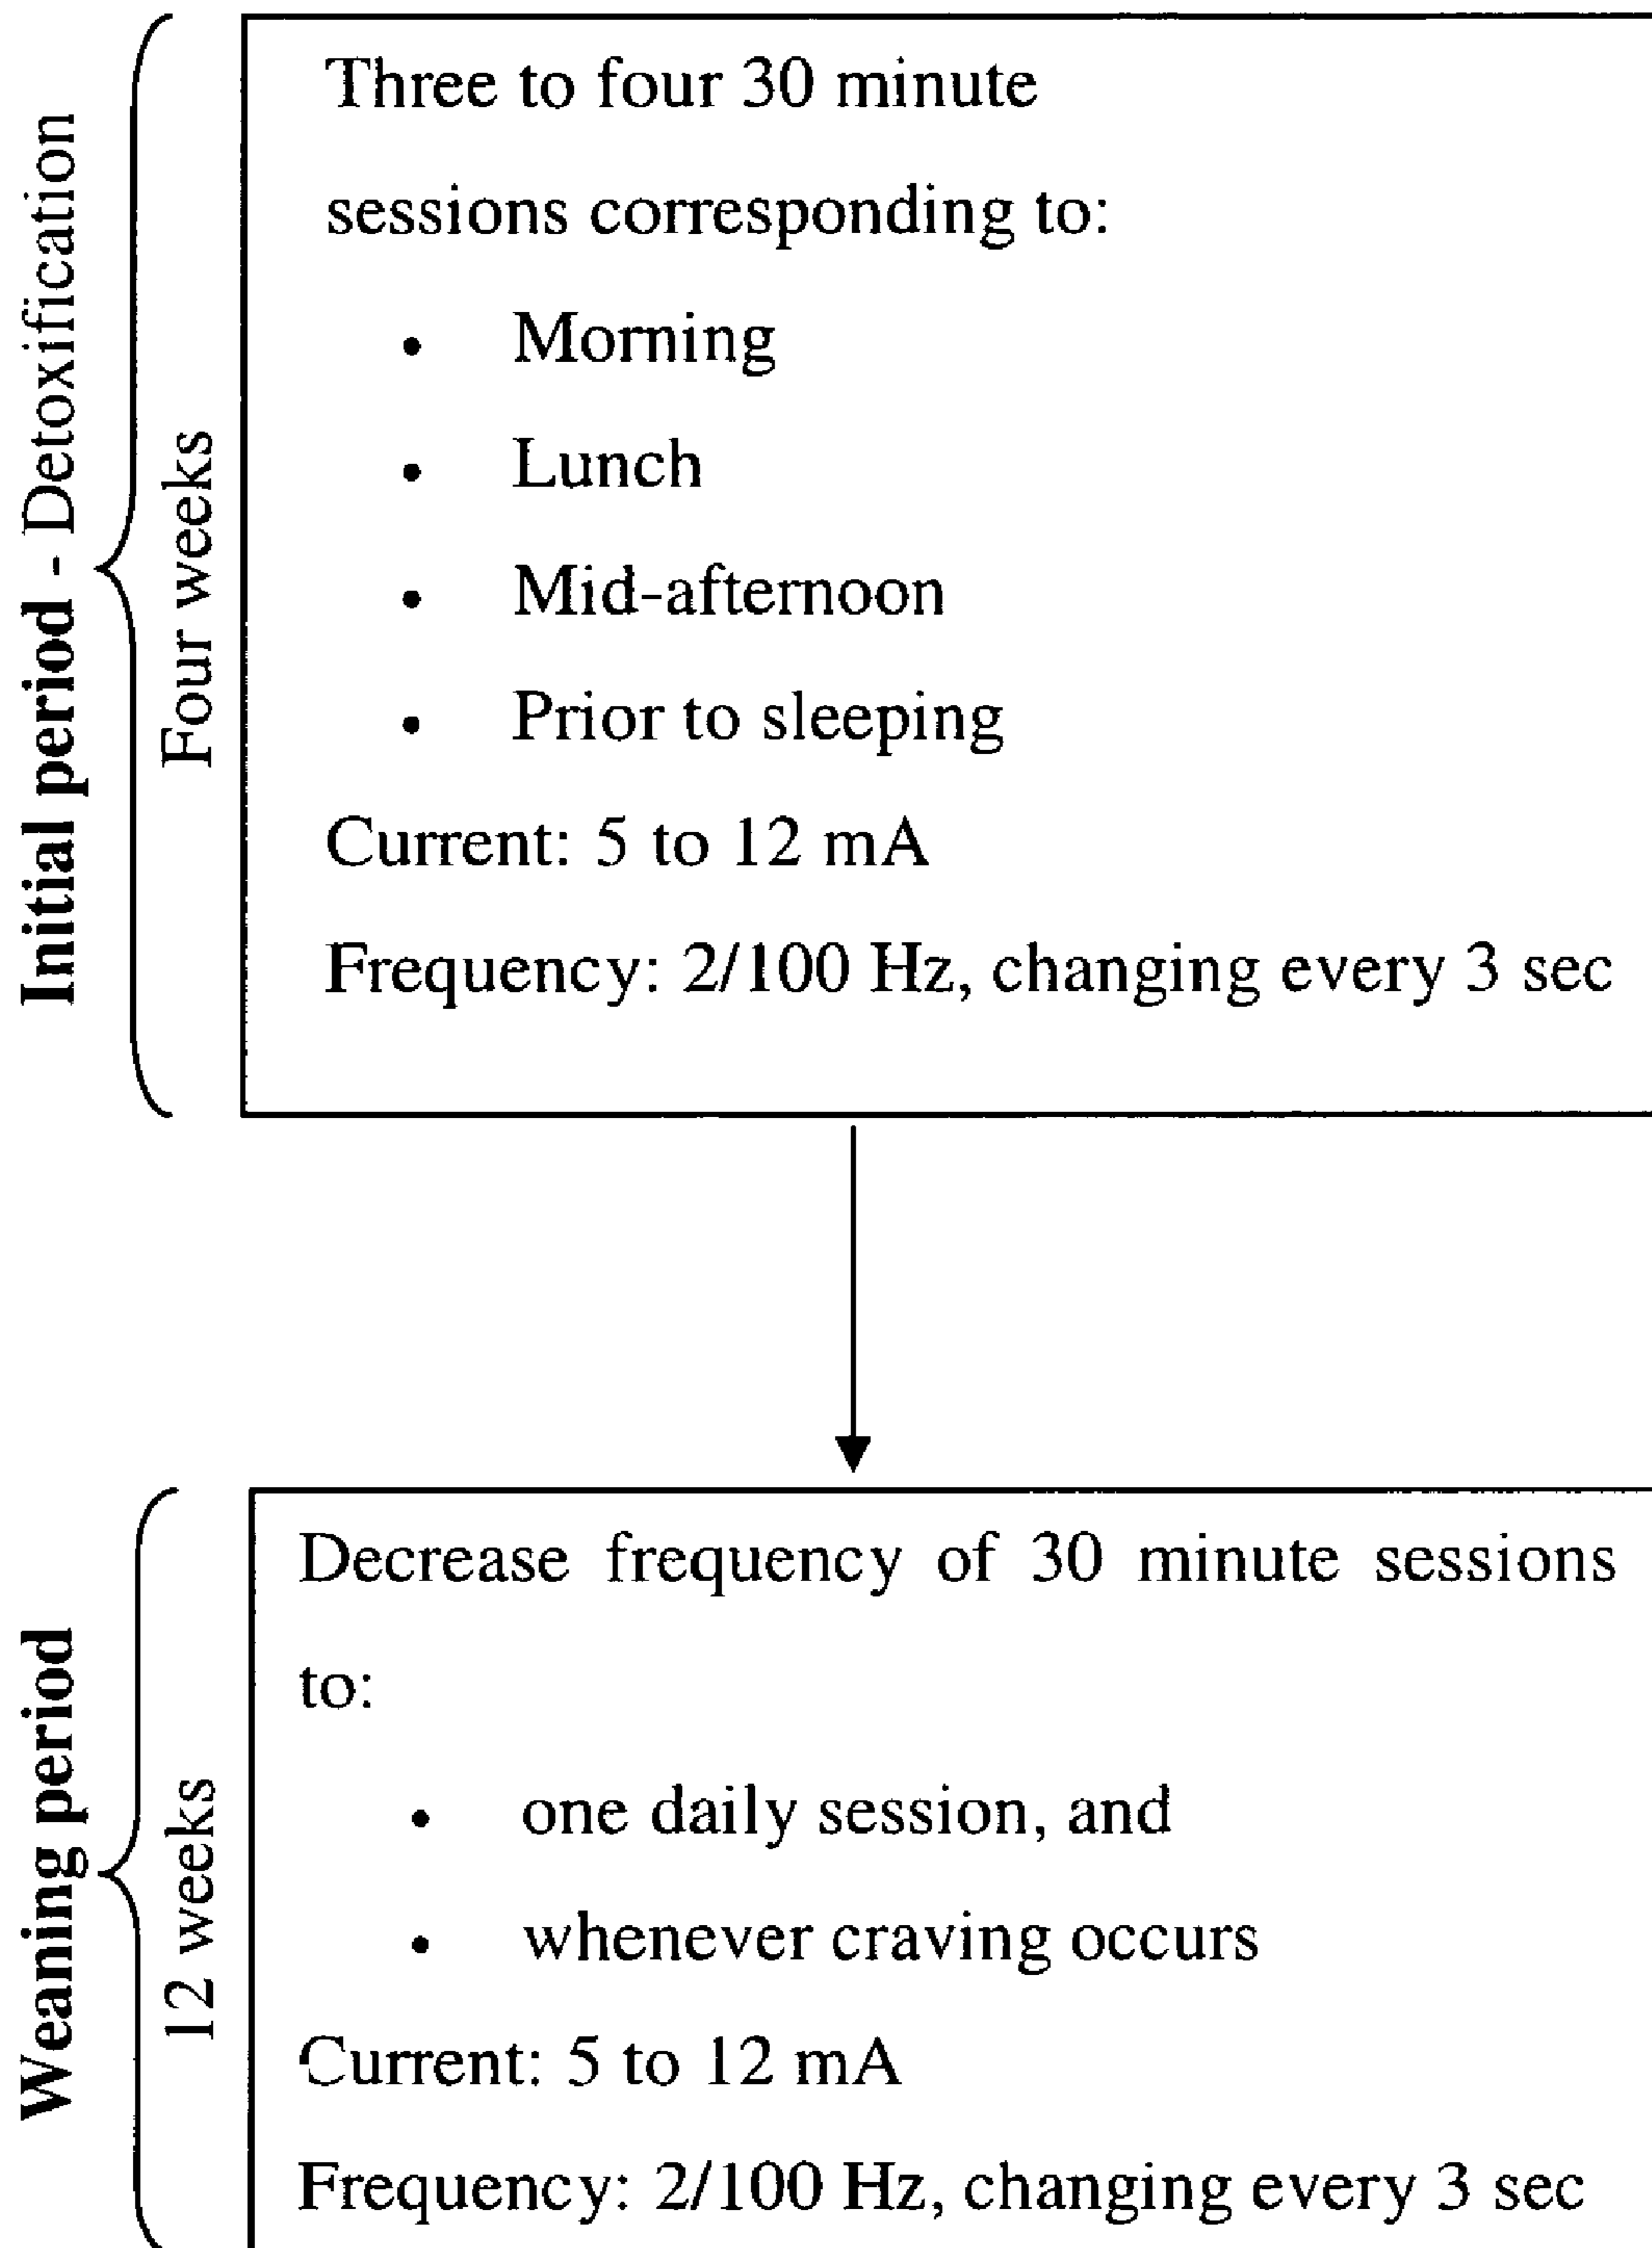 Initial period - Detoxification
Four weeks
Three to four 30 minute
sessions corresponding to:
• Morning
• Lunch
• Mid-afternoon
• Prior to sleeping
Current: 5 to 12 mA
Frequency: 2/100 Hz, changing every 3 sec
Weaning period
12 weeks
Decrease frequency of 30 minute sessions
to:
• one daily session, and
• whenever craving occurs
Current: 5 to 12 mA
Frequency: 2/100 Hz, changing every 3 sec